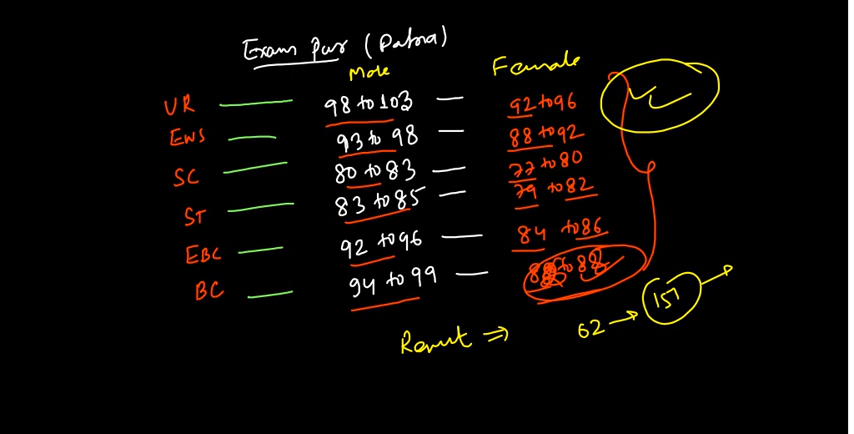 Exam Par (Patna)
Male Female
UR 98 to 103 92 to 96
EWS 93 to 98 88 to 92
SC 80 to 83 77 to 80
ST 83 to 85 79 to 82
EBC 92 to 96 84 to 86
BC 94 to 99 to
Result ⇒ 62 →